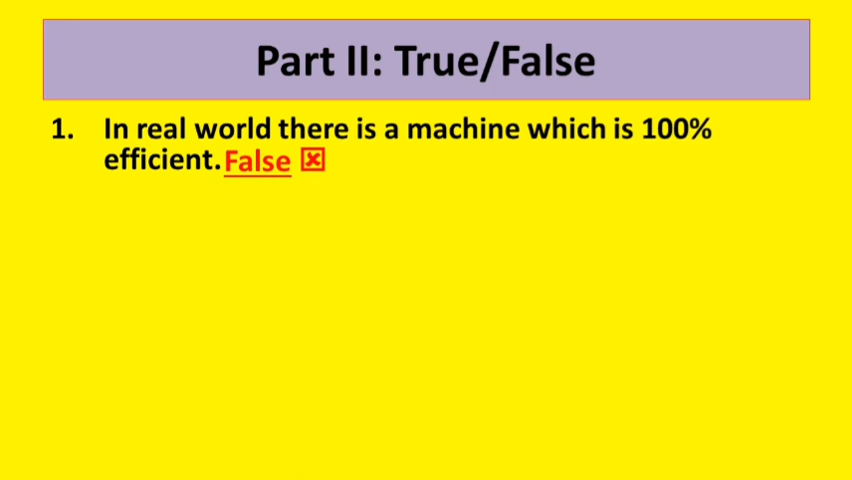 Part II: True/False
1. In real world there is a machine which is 100%
efficient. False ☒